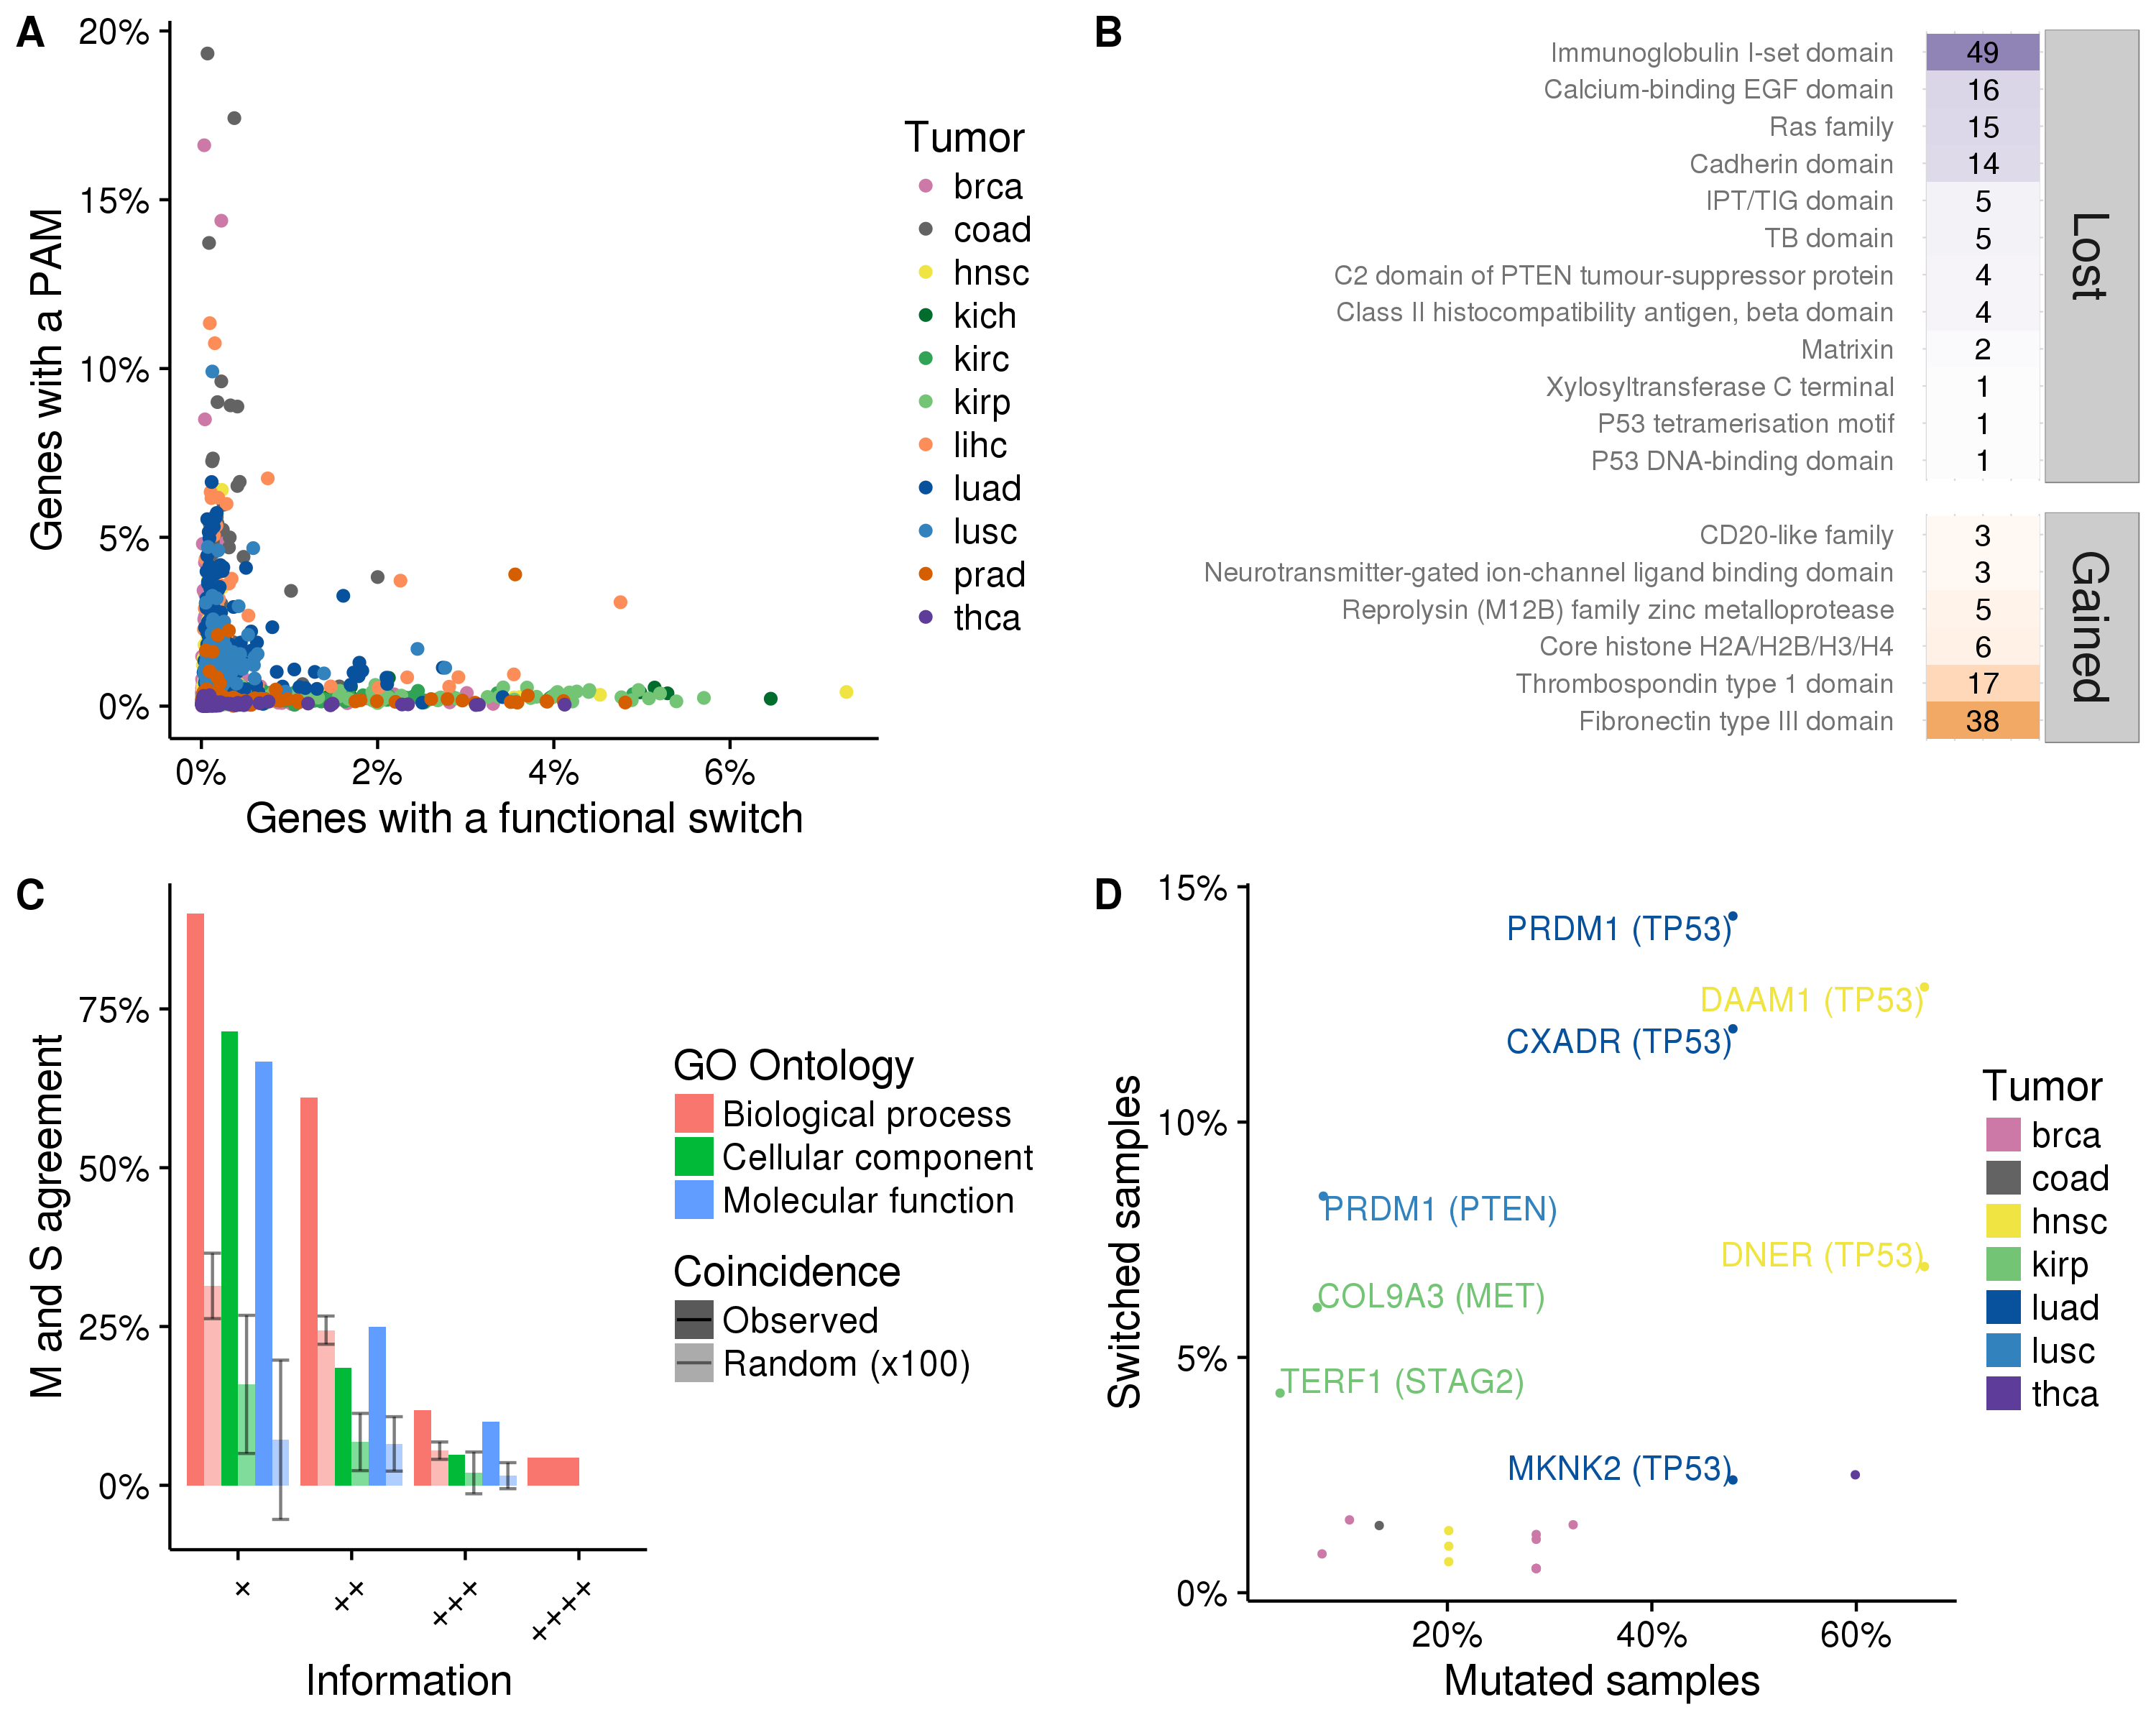 A
20%
15%
10%
5%
0%
Genes with a PAM
0%
2%
4%
6%
Genes with a functional switch
Tumor
brca
coad
hnsc
kich
kirc
kirp
lihc
luad
lusc
prad
thca
B
Immunoglobulin I-set domain 49
Calcium-binding EGF domain 16
Ras family 15
Cadherin domain 14
IPT/TIG domain 5
TB domain 5
C2 domain of PTEN tumour-suppressor protein 4
Class II histocompatibility antigen, beta domain 4
Matrixin 2
Xylosyltransferase C terminal 1
P53 tetramerisation motif 1
P53 DNA-binding domain 1
Lost
CD20-like family 3
Neurotransmitter-gated ion-channel ligand binding domain 3
Reprolysin (M12B) family zinc metalloprotease 5
Core histone H2A/H2B/H3/H4 6
Thrombospondin type 1 domain 17
Fibronectin type III domain 38
Gained
C
75%
50%
25%
0%
M and S agreement
+
++
+++
++++
Information
GO Ontology
Biological process
Cellular component
Molecular function
Coincidence
Observed
Random (x100)
D
15%
10%
5%
0%
Switched samples
PRDM1 (TP53)
DAAM1 (TP53)
CXADR (TP53)
PRDM1 (PTEN)
DNER (TP53)
COL9A3 (MET)
TERF1 (STAG2)
MKNK2 (TP53)
20%
40%
60%
Mutated samples
Tumor
brca
coad
hnsc
kirp
luad
lusc
thca